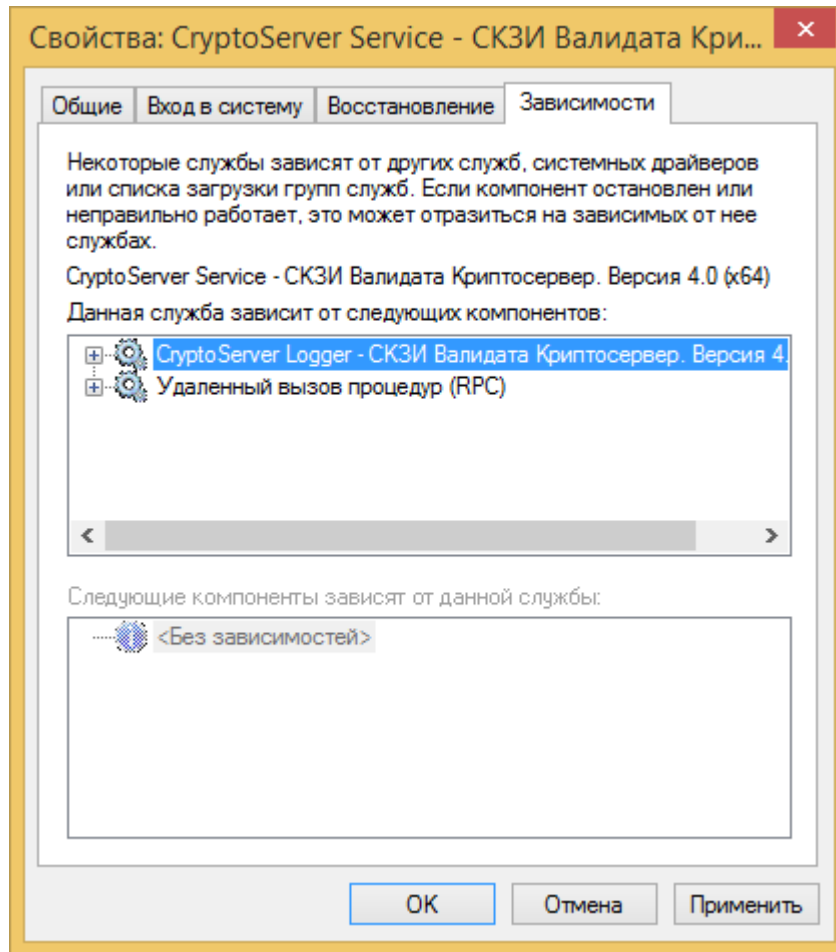 Свойства: CryptoServer Service - СКЗИ Валидата Кри...
Общие
Вход в систему
Восстановление
Зависимости
Некоторые службы зависят от других служб, системных драйверов
или списка загрузки групп служб. Если компонент остановлен или
неправильно работает, это может отразиться на зависимых от нее
службах.
CryptoServer Service - СКЗИ Валидата Криптосервер. Версия 4.0 (x64)
Данная служба зависит от следующих компонентов:
CryptoServer Logger - СКЗИ Валидата Криптосервер. Версия 4.
Удаленный вызов процедур (RPC)
Следующие компоненты зависят от данной службы:
<Без зависимостей>
OK
Отмена
Применить